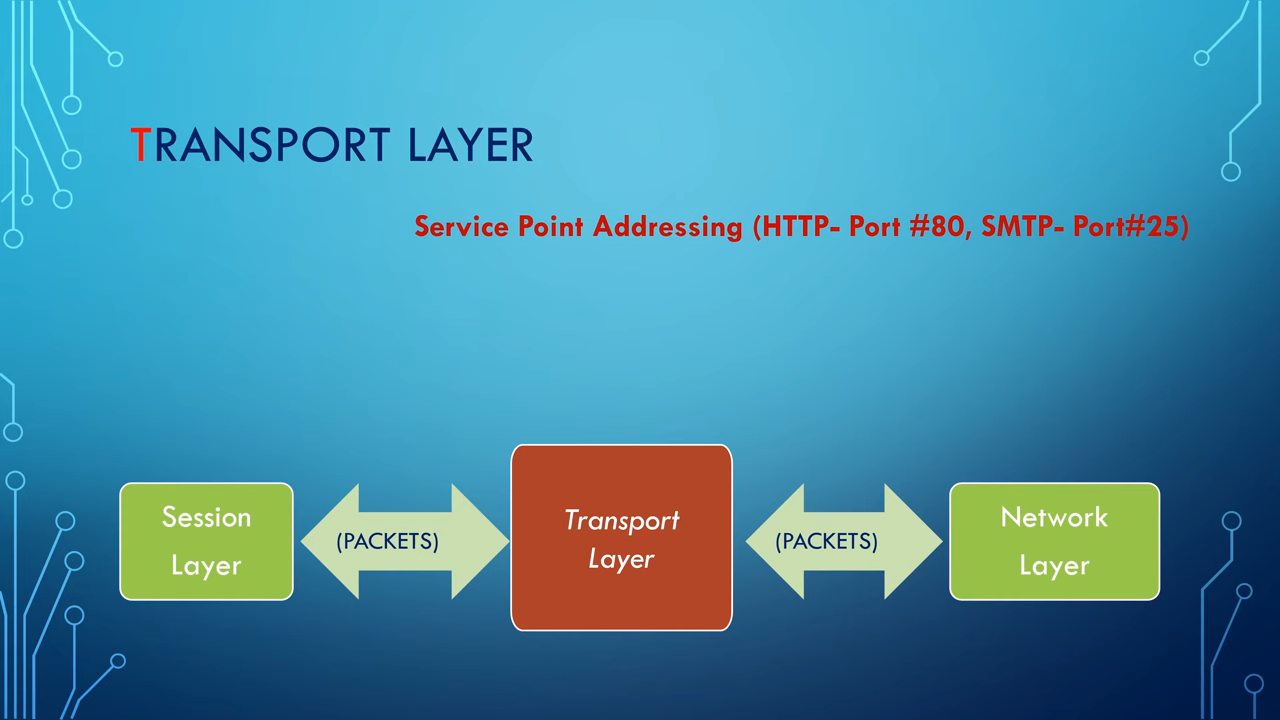 TRANSPORT LAYER
Service Point Addressing (HTTP- Port #80, SMTP- Port#25)
Session
Layer
(PACKETS)
Transport
Layer
(PACKETS)
Network
Layer